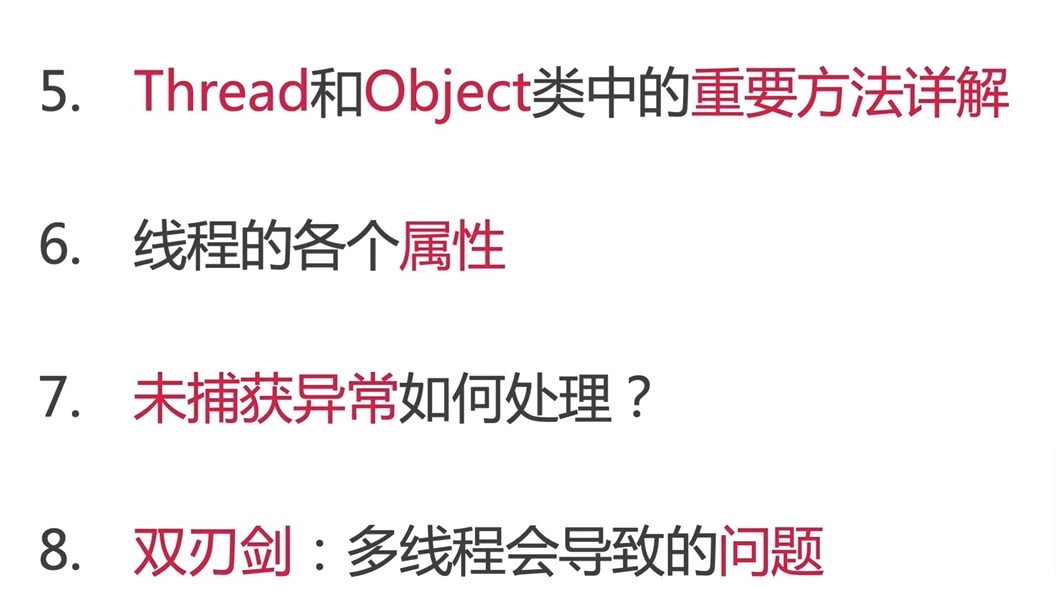 5. Thread和Object类中的重要方法详解
6. 线程的各个属性
7. 未捕获异常如何处理？
8. 双刃剑：多线程会导致的问题